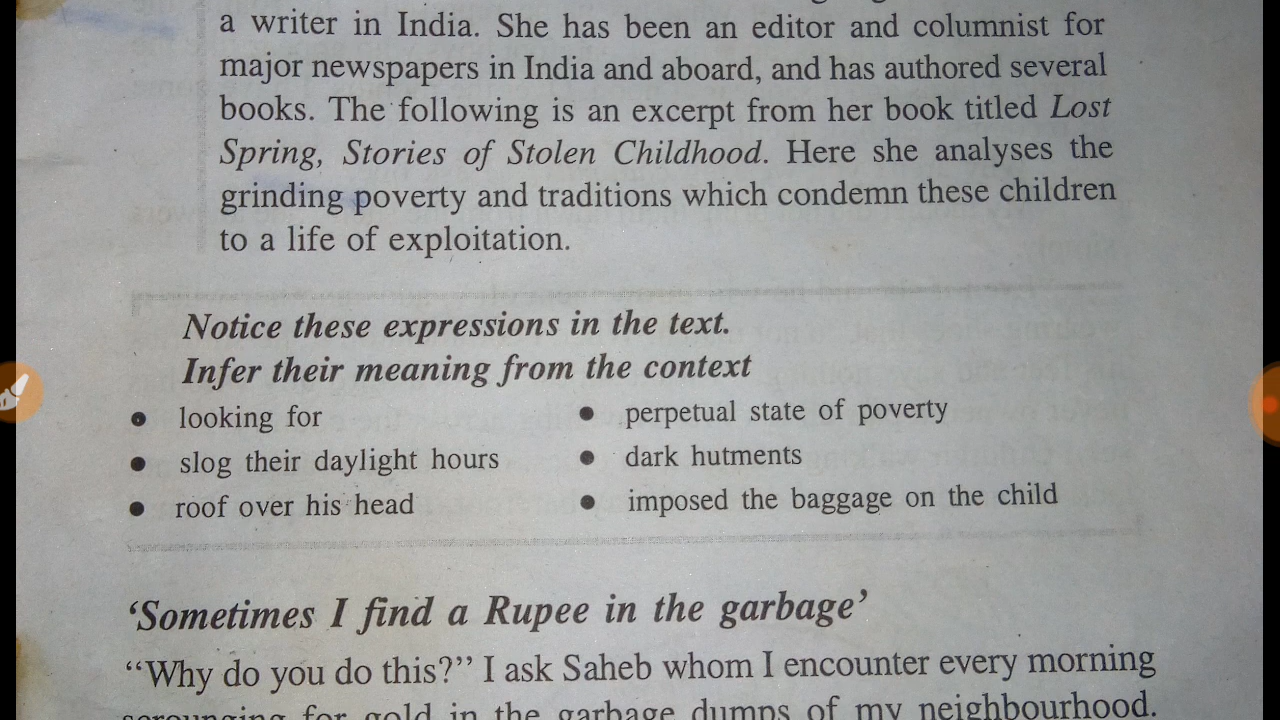 a writer in India. She has been an editor and columnist for
major newspapers in India and aboard, and has authored several
books. The following is an excerpt from her book titled Lost
Spring, Stories of Stolen Childhood. Here she analyses the
grinding poverty and traditions which condemn these children
to a life of exploitation.
Notice these expressions in the text.
Infer their meaning from the context
• looking for
• slog their daylight hours
• roof over his head
• perpetual state of poverty
• dark hutments
• imposed the baggage on the child
‘Sometimes I find a Rupee in the garbage’
“Why do you do this?” I ask Saheb whom I encounter every morning
scrounging for gold in the garbage dumps of my neighbourhood.